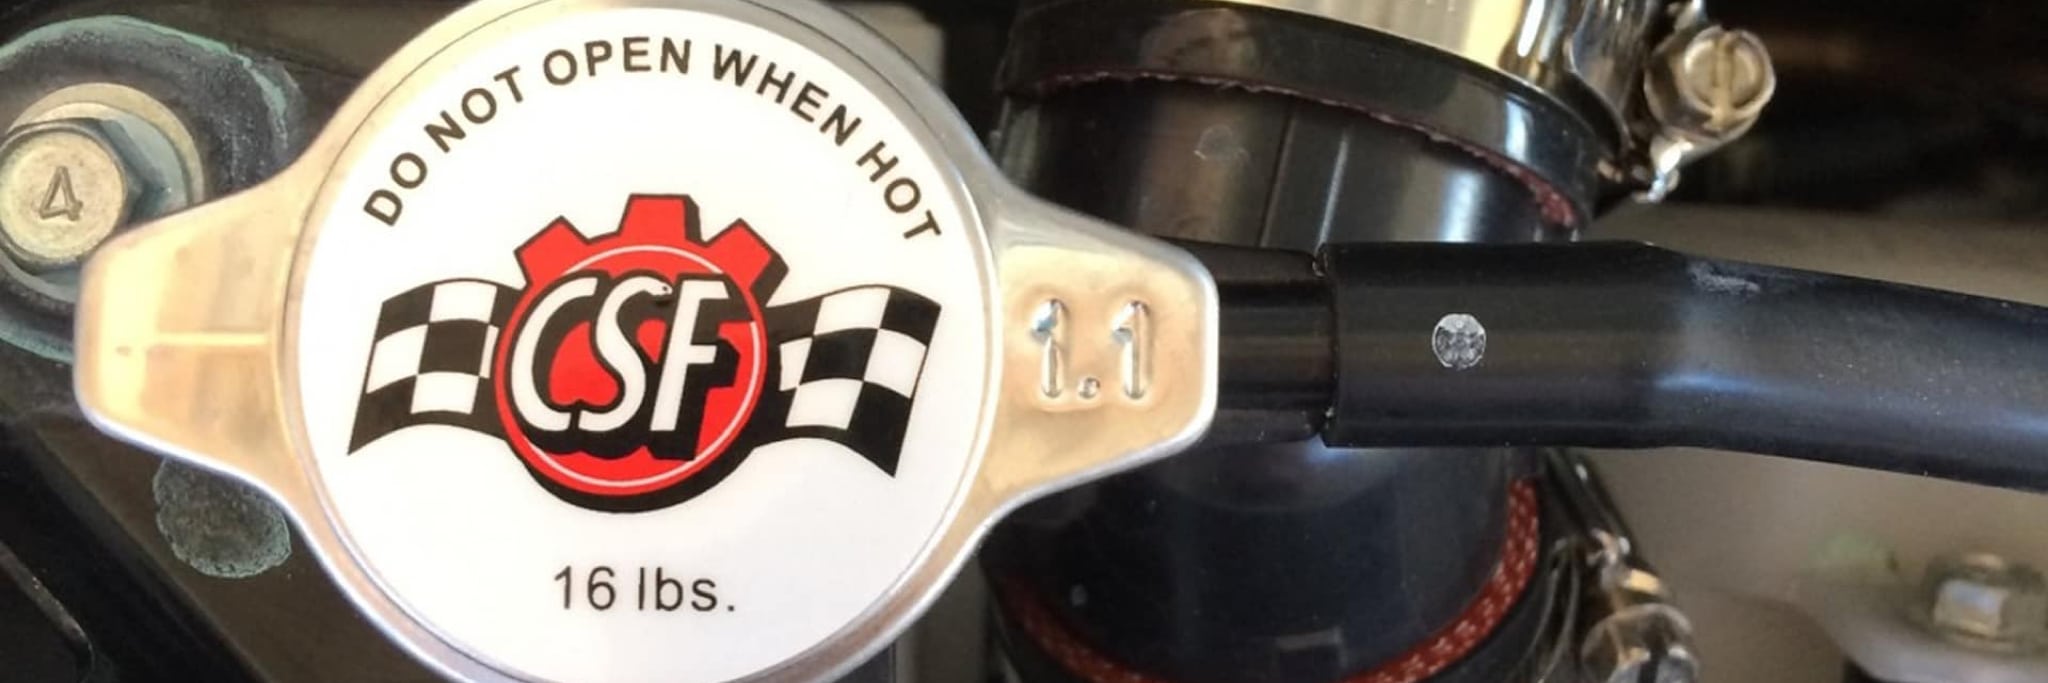 4
DO NOT OPEN WHEN HOT
CSF
1.1
16 lbs.